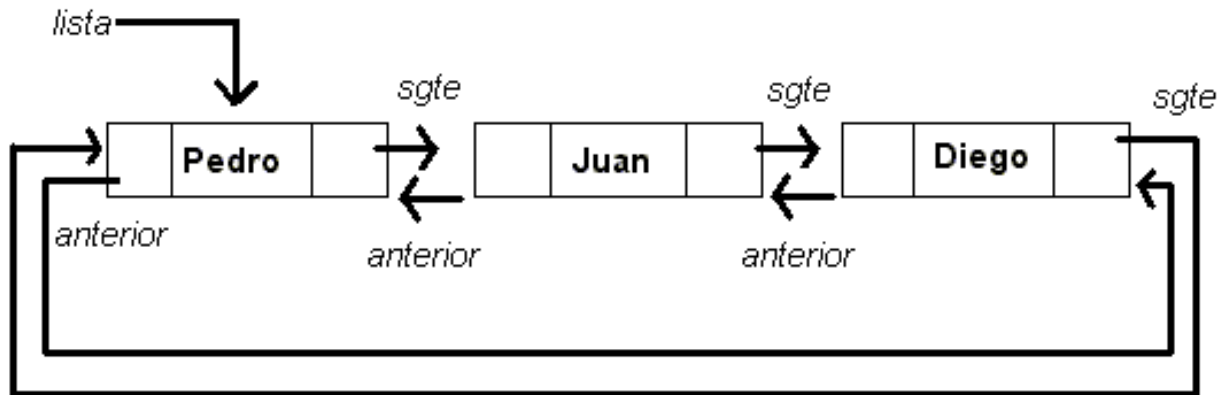 lista
sgte
sgte
sgte
Pedro
Juan
Diego
anterior
anterior
anterior